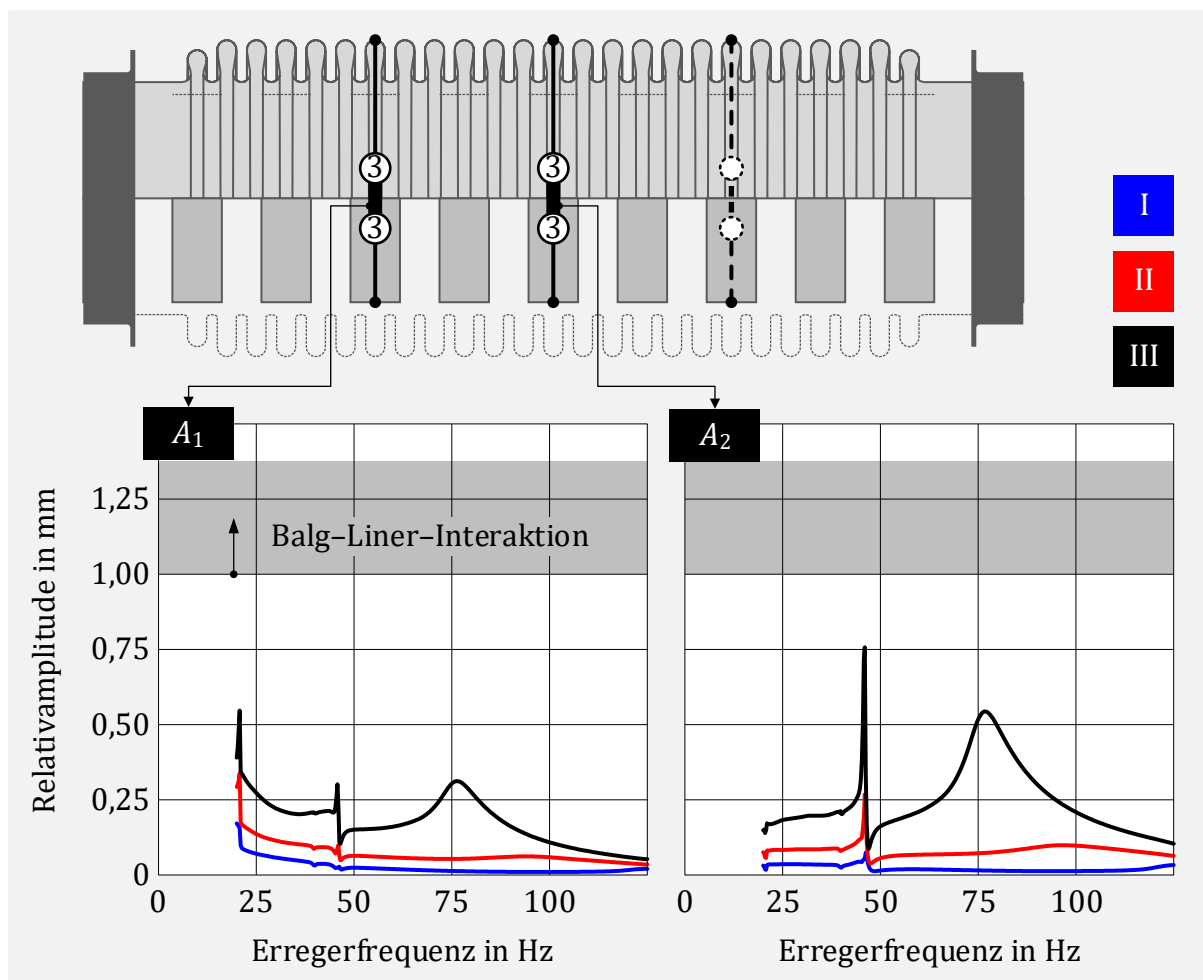 3
3
3
3
I
II
III
A₁
A₂
Relativamplitude in mm
1,25
1,00
0,75
0,50
0,25
0
Balg–Liner–Interaktion
0
25
50
75
100
Erregerfrequenz in Hz
0
25
50
75
100
Erregerfrequenz in Hz